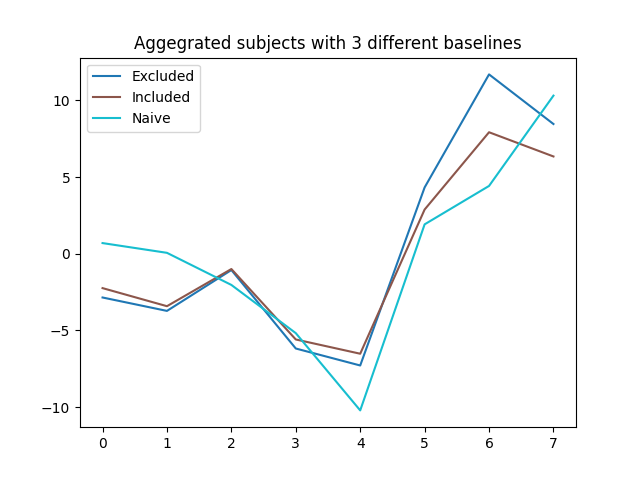 Aggegrated subjects with 3 different baselines
Excluded
Included
Naive
10
5
0
−5
−10
0 1 2 3 4 5 6 7